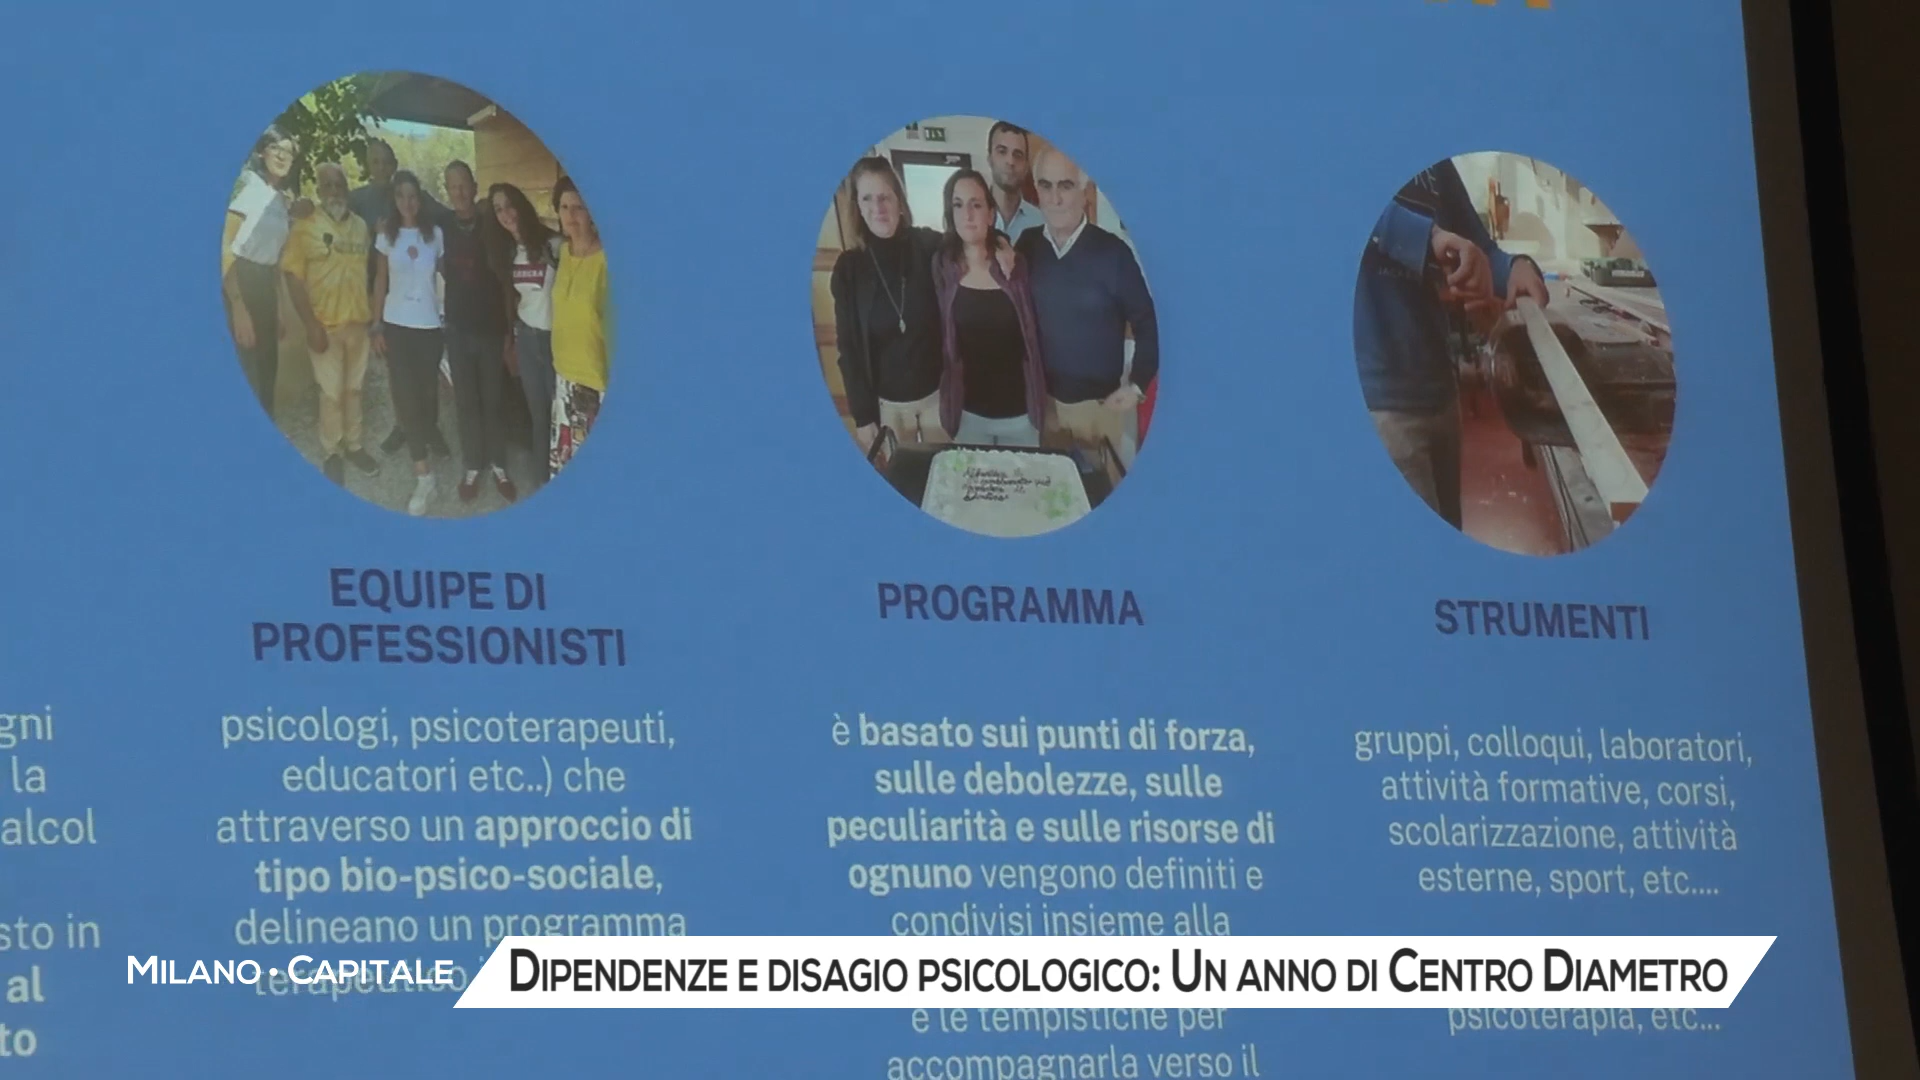 EQUIPE DI
PROFESSIONISTI
psicologi, psicoterapeuti,
educatori etc..) che
attraverso un approccio di
tipo bio-psico-sociale,
delineano un programma
terapeutico
PROGRAMMA
è basato sui punti di forza,
sulle debolezze, sulle
peculiarità e sulle risorse di
ognuno vengono definiti e
condivisi insieme alla
e le tempistiche per
accompagnarla verso il
STRUMENTI
gruppi, colloqui, laboratori,
attività formative, corsi,
scolarizzazione, attività
esterne, sport, etc....
psicoterapia, etc...
gni
la
alcol
sto in
al
to
MILANO • CAPITALE
DIPENDENZE E DISAGIO PSICOLOGICO: UN ANNO DI CENTRO DIAMETRO